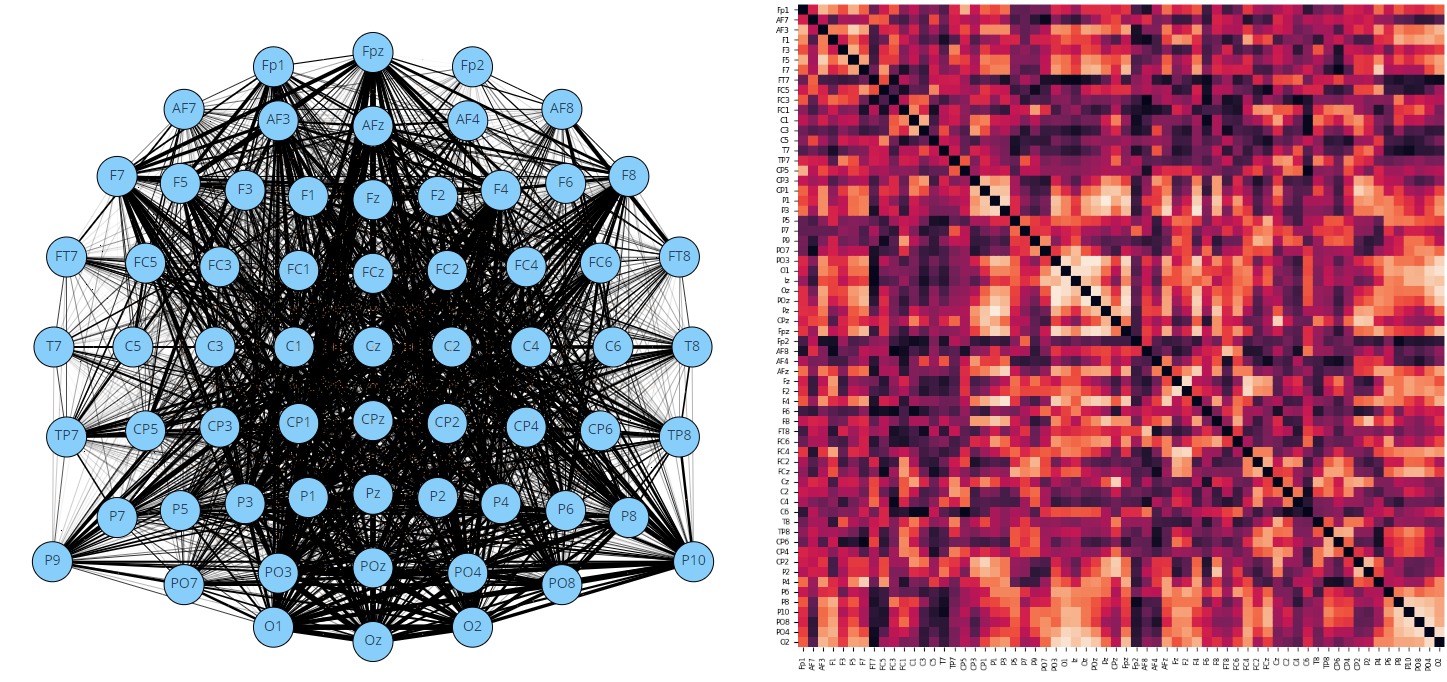 Fp1 Fpz Fp2
AF7 AF3 AFz AF4 AF8
F7 F5 F3 F1 Fz F2 F4 F6 F8
FT7 FC5 FC3 FC1 FCz FC2 FC4 FC6 FT8
T7 C5 C3 C1 Cz C2 C4 C6 T8
TP7 CP5 CP3 CP1 CPz CP2 CP4 CP6 TP8
P7 P5 P3 P1 Pz P2 P4 P6 P8
P9 PO7 PO3 POz PO4 PO8 P10
O1 Oz O2
Fp1
AF7
AF3
F1
F3
F5
F7
FT7
FC5
FC3
FC1
C1
C3
C5
T7
TP7
CP5
CP3
CP1
P1
P3
P5
P7
P9
PO7
PO3
O1
Iz
Oz
POz
Pz
CPz
Fpz
Fp2
AF8
AF4
AFz
Fz
F2
F4
F6
F8
FT8
FC6
FC4
FC2
FCz
Cz
C2
C4
C6
T8
TP8
CP6
CP4
CP2
P2
P4
P6
P8
P10
PO8
PO4
O2
Fp1 AF7 AF3 F1 F3 F5 F7 FT7 FC5 FC3 FC1 C1 C3 C5 T7 TP7 CP5 CP3 CP1 P1 P3 P5 P7 P9 PO7 PO3 O1 Iz Oz POz Pz CPz Fpz Fp2 AF8 AF4 AFz Fz F2 F4 F6 F8 FT8 FC6 FC4 FC2 FCz Cz C2 C4 C6 T8 TP8 CP6 CP4 CP2 P2 P4 P6 P8 P10 PO8 PO4 O2